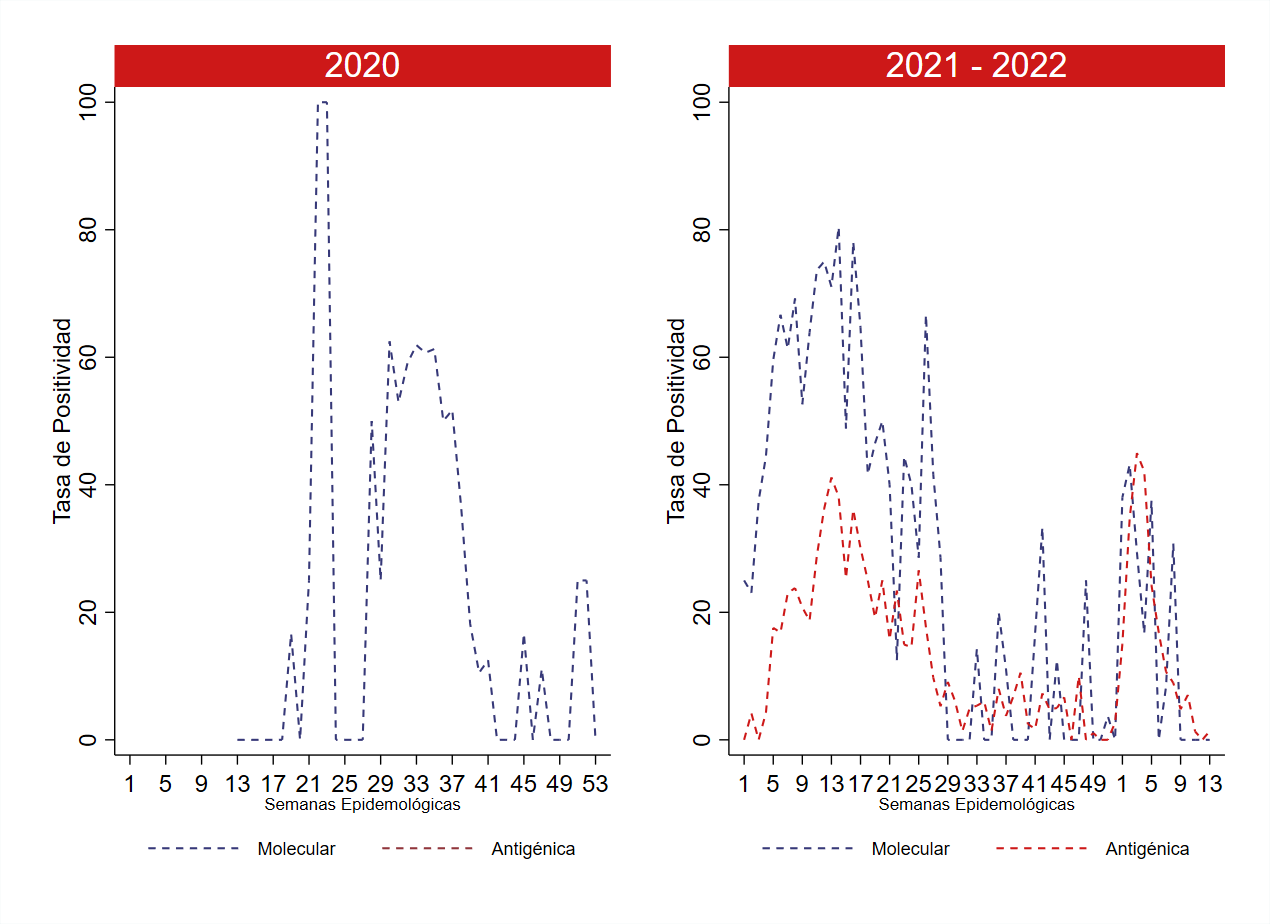 2020
100
80
60
40
20
0
Tasa de Positividad
1 5 9 13 17 21 25 29 33 37 41 45 49 53
Semanas Epidemológicas
Molecular Antigénica
2021 - 2022
100
80
60
40
20
0
Tasa de Positividad
1 5 9 13 17 21 25 29 33 37 41 45 49 1 5 9 13
Semanas Epidemológicas
Molecular Antigénica